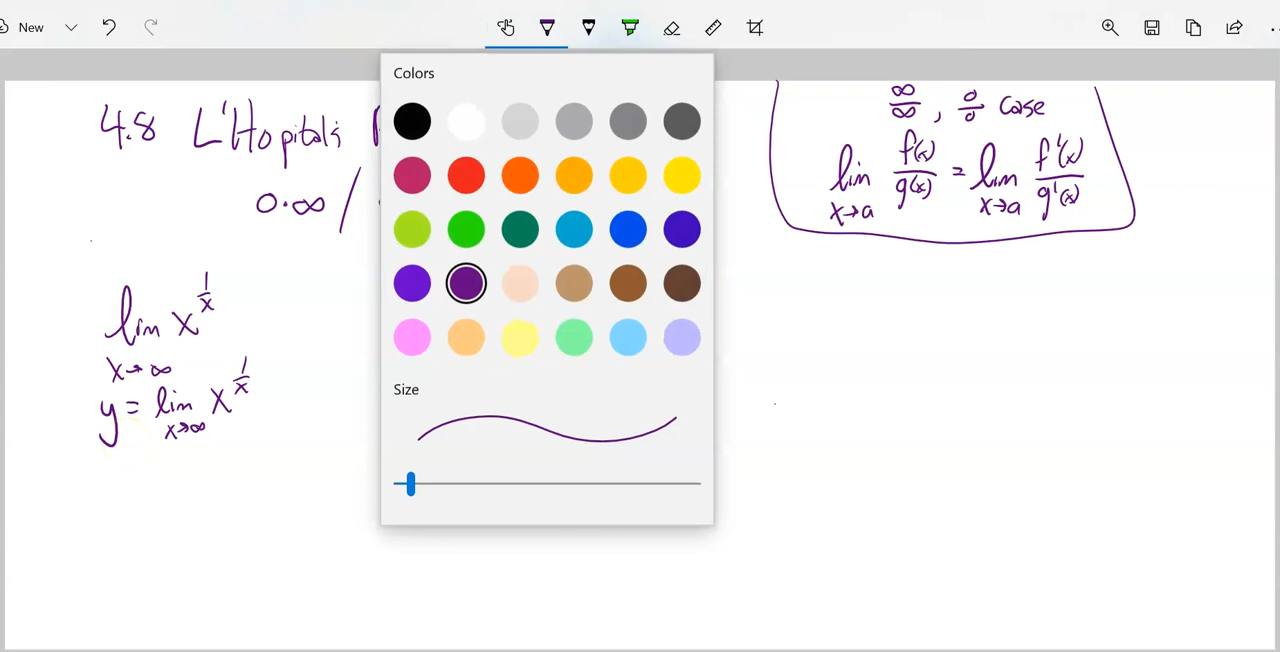 New
Colors
Size
4.8 L'Hopital's
0·∞ /
∞/∞ , 0/0 case
lim x→a f(x)/g(x) = lim x→a f'(x)/g'(x)
lim x→∞ x^(1/x)
y = lim x→∞ x^(1/x)